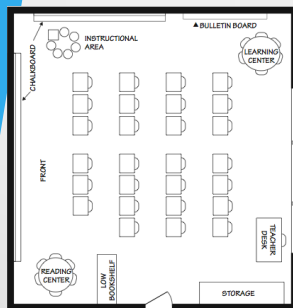 ▲BULLETIN BOARD
INSTRUCTIONAL
AREA
LEARNING
CENTER
CHALKBOARD
FRONT
TEACHER
DESK
READING
CENTER
LOW
BOOKSHELF
STORAGE